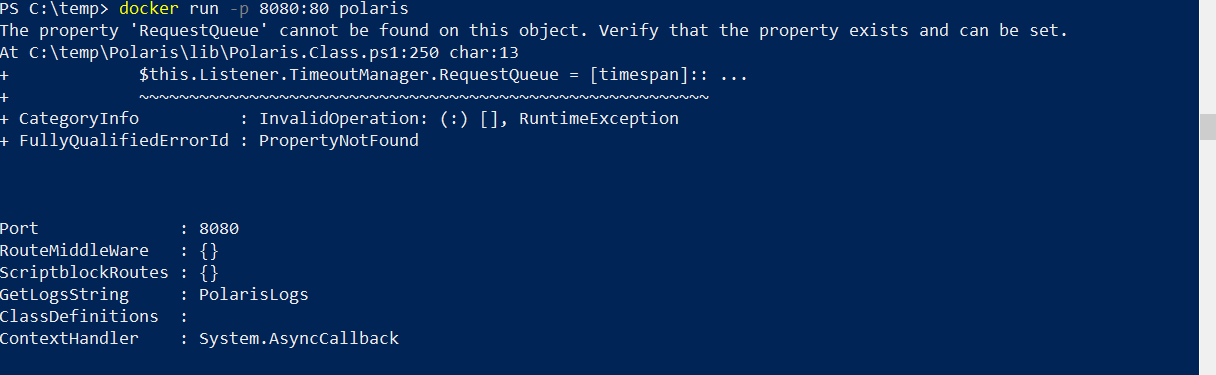 PS C:\temp> docker run -p 8080:80 polaris
The property 'RequestQueue' cannot be found on this object. Verify that the property exists and can be set.
At C:\temp\Polaris\lib\Polaris.Class.ps1:250 char:13
+             $this.Listener.TimeoutManager.RequestQueue = [timespan]:: ...
+             ~~~~~~~~~~~~~~~~~~~~~~~~~~~~~~~~~~~~~~~~~~~~~~~~~~~~~~~~~
+ CategoryInfo          : InvalidOperation: (:) [], RuntimeException
+ FullyQualifiedErrorId : PropertyNotFound
Port              : 8080
RouteMiddleWare   : {}
ScriptblockRoutes : {}
GetLogsString     : PolarisLogs
ClassDefinitions  :
ContextHandler    : System.AsyncCallback